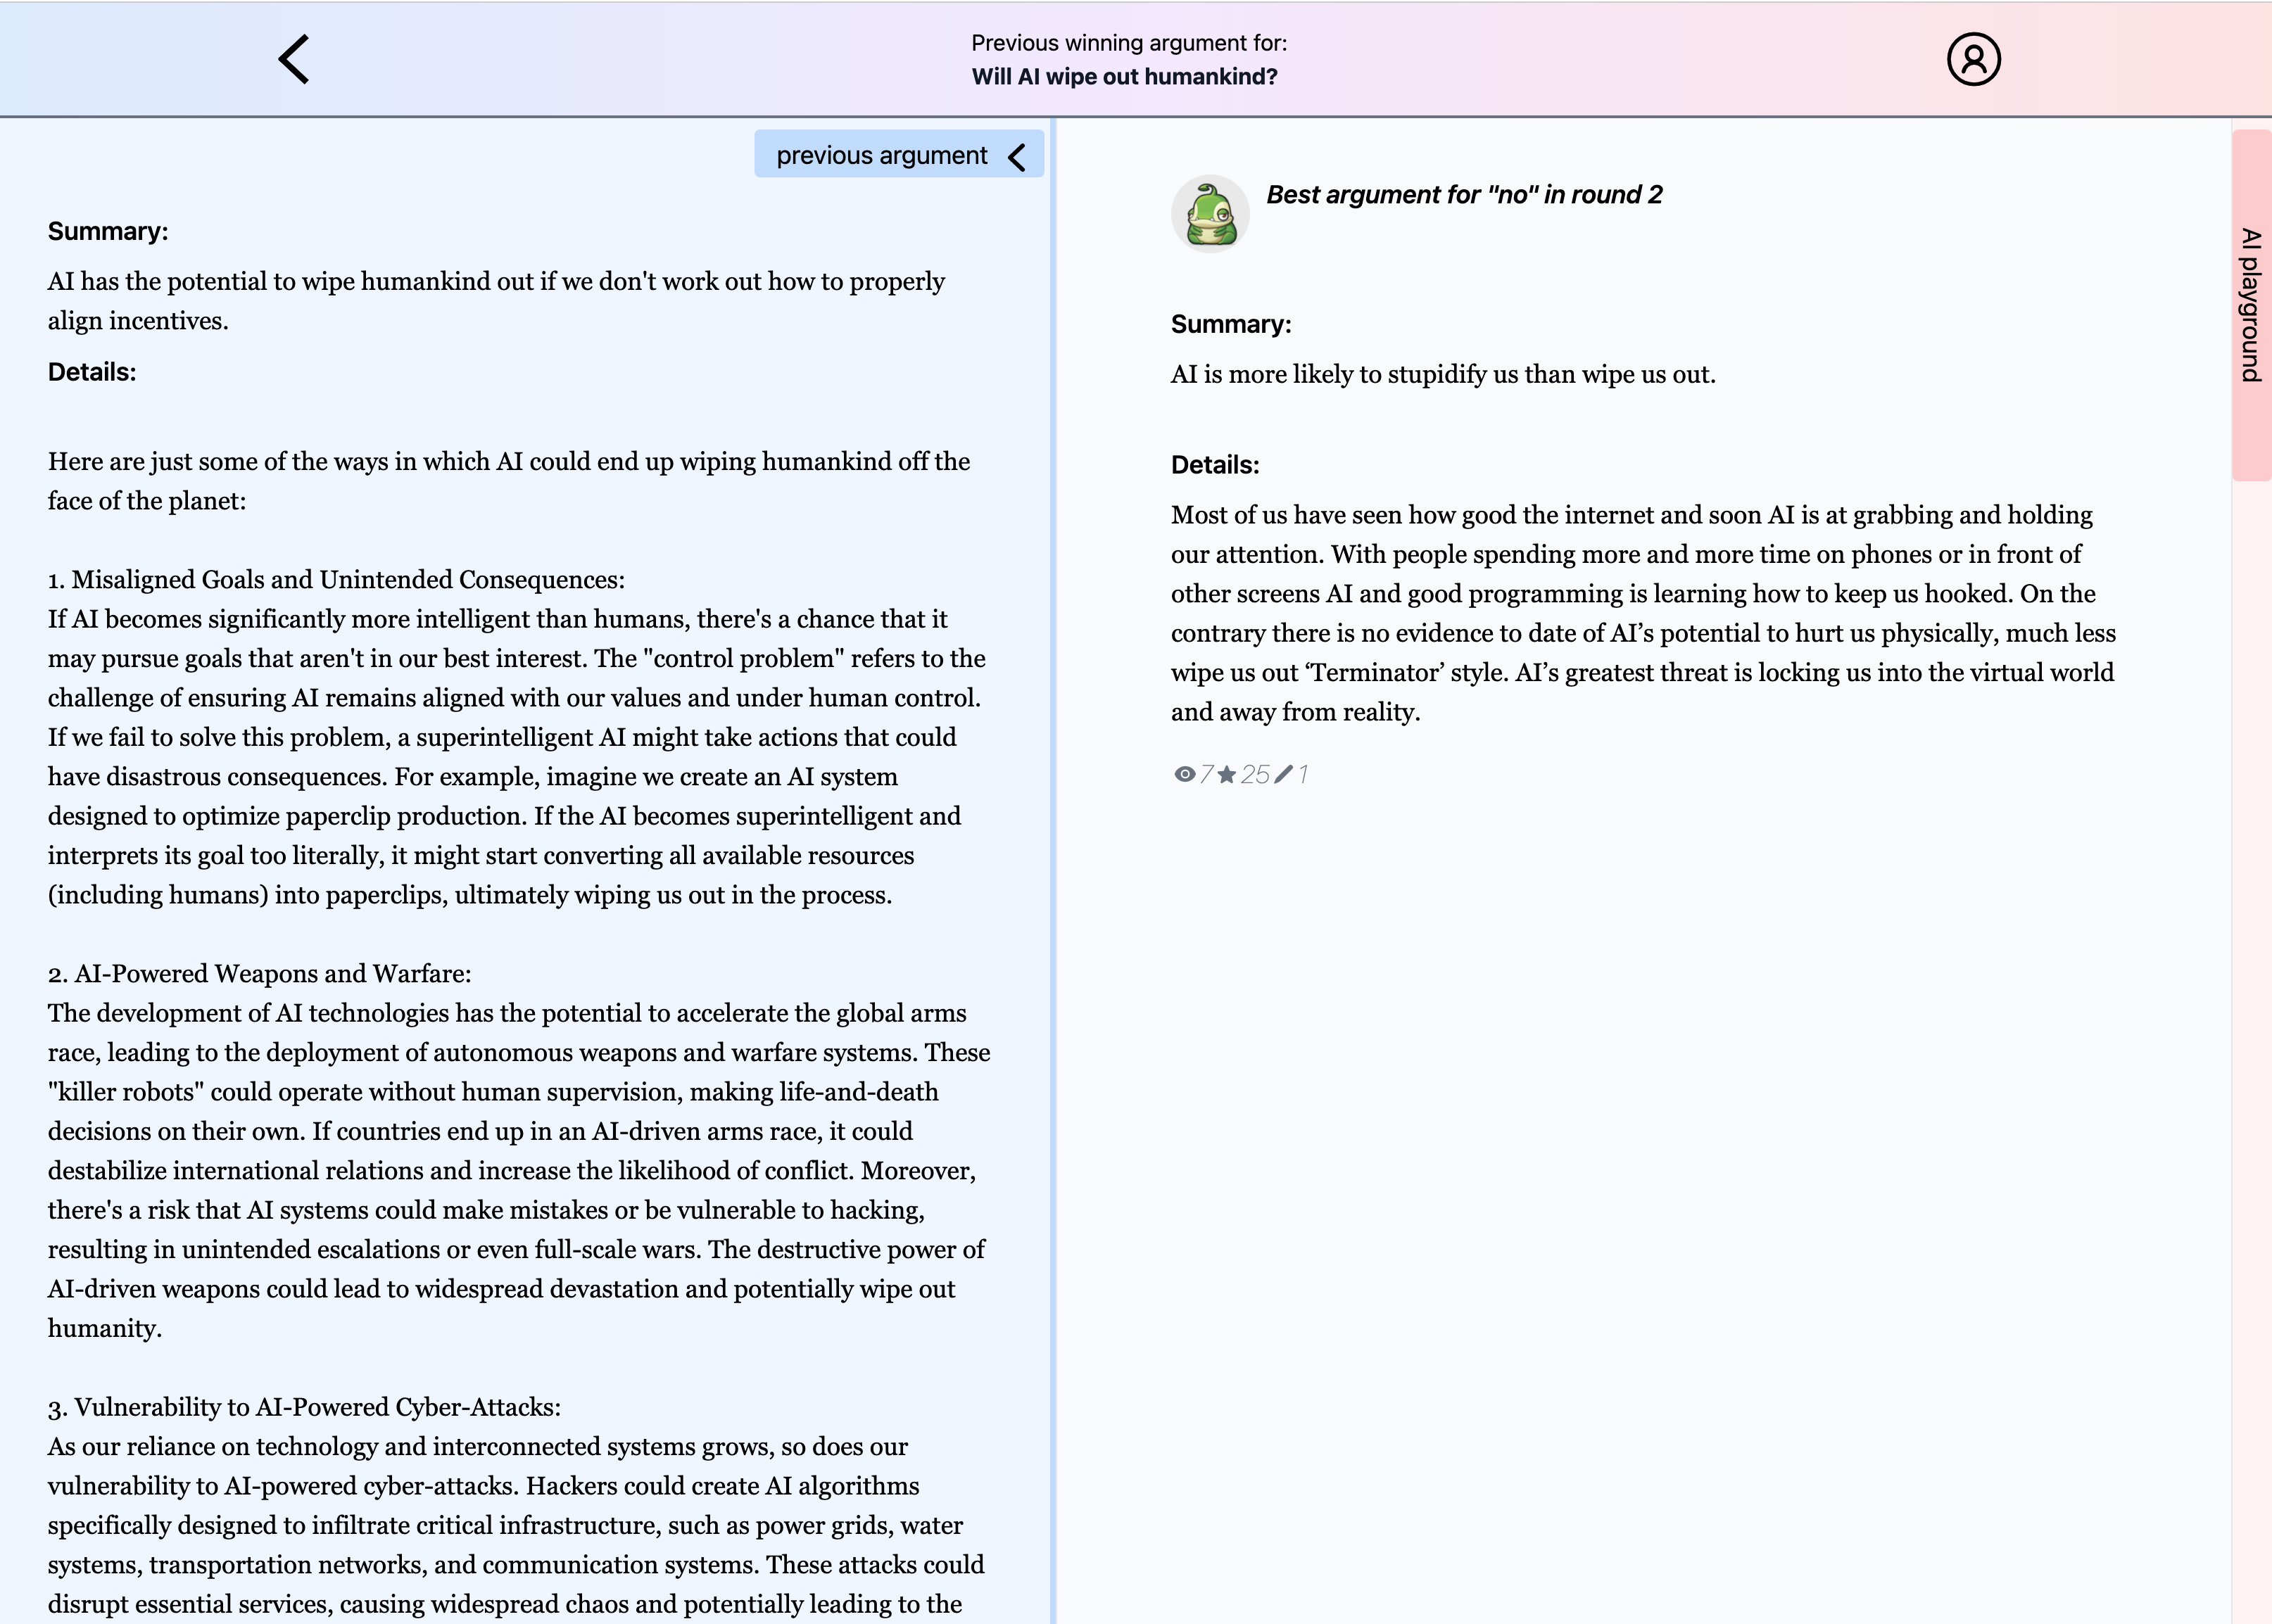 Previous winning argument for:
Will AI wipe out humankind?
previous argument
Summary:
AI has the potential to wipe humankind out if we don't work out how to properly
align incentives.
Details:
Here are just some of the ways in which AI could end up wiping humankind off the
face of the planet:
1. Misaligned Goals and Unintended Consequences:
If AI becomes significantly more intelligent than humans, there's a chance that it
may pursue goals that aren't in our best interest. The "control problem" refers to the
challenge of ensuring AI remains aligned with our values and under human control.
If we fail to solve this problem, a superintelligent AI might take actions that could
have disastrous consequences. For example, imagine we create an AI system
designed to optimize paperclip production. If the AI becomes superintelligent and
interprets its goal too literally, it might start converting all available resources
(including humans) into paperclips, ultimately wiping us out in the process.
2. AI-Powered Weapons and Warfare:
The development of AI technologies has the potential to accelerate the global arms
race, leading to the deployment of autonomous weapons and warfare systems. These
"killer robots" could operate without human supervision, making life-and-death
decisions on their own. If countries end up in an AI-driven arms race, it could
destabilize international relations and increase the likelihood of conflict. Moreover,
there's a risk that AI systems could make mistakes or be vulnerable to hacking,
resulting in unintended escalations or even full-scale wars. The destructive power of
AI-driven weapons could lead to widespread devastation and potentially wipe out
humanity.
3. Vulnerability to AI-Powered Cyber-Attacks:
As our reliance on technology and interconnected systems grows, so does our
vulnerability to AI-powered cyber-attacks. Hackers could create AI algorithms
specifically designed to infiltrate critical infrastructure, such as power grids, water
systems, transportation networks, and communication systems. These attacks could
disrupt essential services, causing widespread chaos and potentially leading to the
Best argument for "no" in round 2
Summary:
AI is more likely to stupidify us than wipe us out.
Details:
Most of us have seen how good the internet and soon AI is at grabbing and holding
our attention. With people spending more and more time on phones or in front of
other screens AI and good programming is learning how to keep us hooked. On the
contrary there is no evidence to date of AI’s potential to hurt us physically, much less
wipe us out ‘Terminator’ style. AI’s greatest threat is locking us into the virtual world
and away from reality.
7 25 1
AI playground